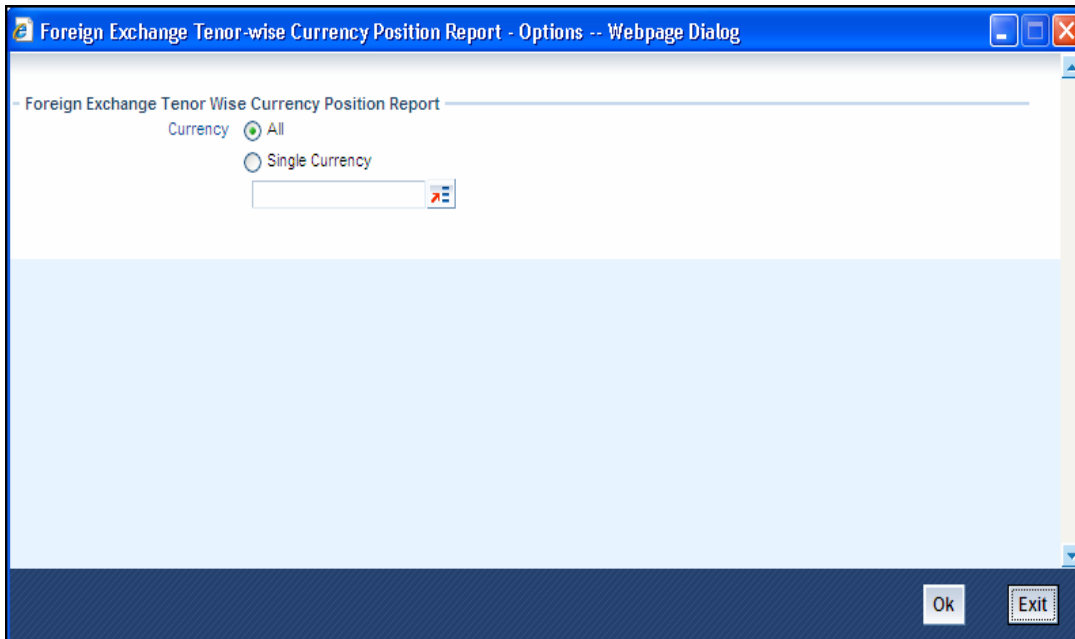 Foreign Exchange Tenor-wise Currency Position Report - Options -- Webpage Dialog
Foreign Exchange Tenor Wise Currency Position Report
Currency All
Single Currency
Ok Exit